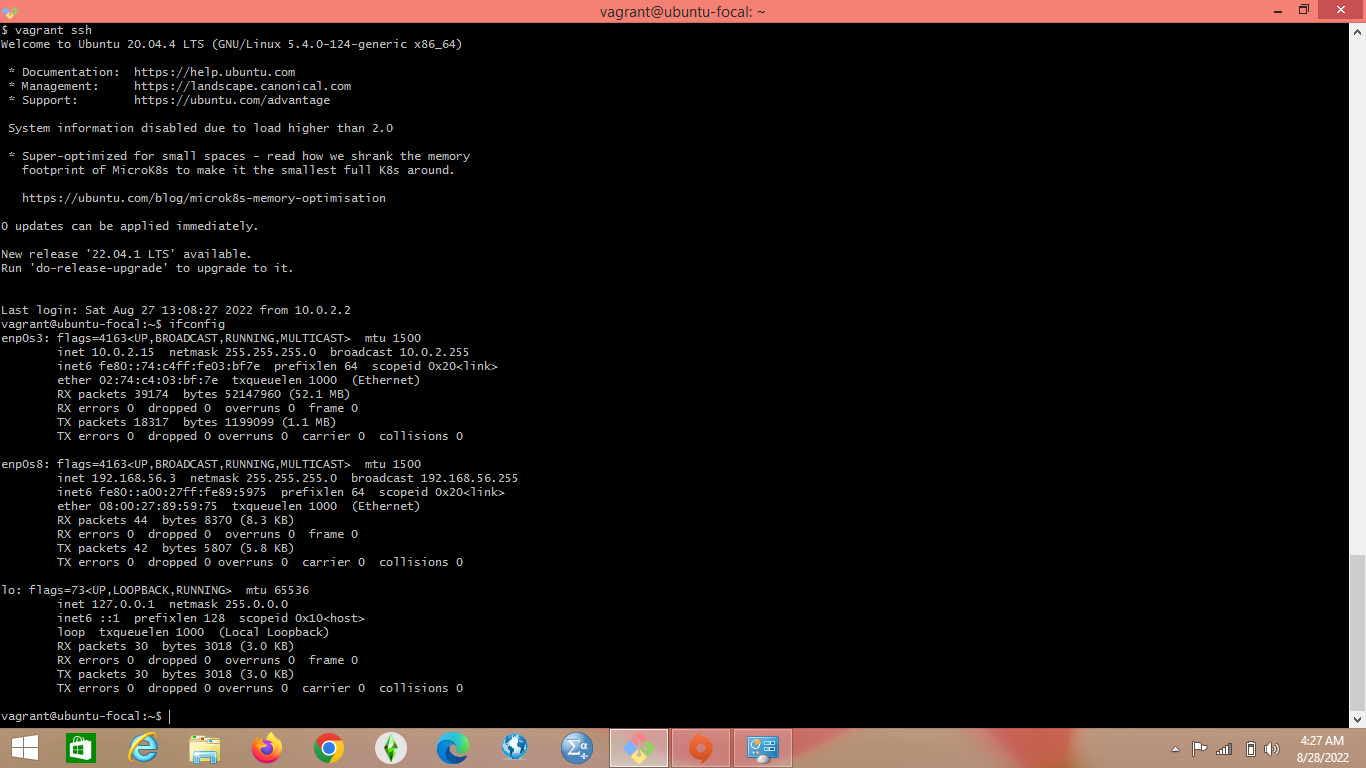 vagrant@ubuntu-focal: ~
$ vagrant ssh
Welcome to Ubuntu 20.04.4 LTS (GNU/Linux 5.4.0-124-generic x86_64)
* Documentation:  https://help.ubuntu.com
* Management:     https://landscape.canonical.com
* Support:        https://ubuntu.com/advantage
System information disabled due to load higher than 2.0
* Super-optimized for small spaces - read how we shrank the memory
footprint of MicroK8s to make it the smallest full K8s around.
https://ubuntu.com/blog/microk8s-memory-optimisation
0 updates can be applied immediately.
New release '22.04.1 LTS' available.
Run 'do-release-upgrade' to upgrade to it.
Last login: Sat Aug 27 13:08:27 2022 from 10.0.2.2
vagrant@ubuntu-focal:~$ ifconfig
enp0s3: flags=4163<UP,BROADCAST,RUNNING,MULTICAST>  mtu 1500
inet 10.0.2.15  netmask 255.255.255.0  broadcast 10.0.2.255
inet6 fe80::74:c4ff:fe03:bf7e  prefixlen 64  scopeid 0x20<link>
ether 02:74:c4:03:bf:7e  txqueuelen 1000  (Ethernet)
RX packets 39174  bytes 52147960 (52.1 MB)
RX errors 0  dropped 0  overruns 0  frame 0
TX packets 18317  bytes 1199099 (1.1 MB)
TX errors 0  dropped 0 overruns 0  carrier 0  collisions 0
enp0s8: flags=4163<UP,BROADCAST,RUNNING,MULTICAST>  mtu 1500
inet 192.168.56.3  netmask 255.255.255.0  broadcast 192.168.56.255
inet6 fe80::a00:27ff:fe89:5975  prefixlen 64  scopeid 0x20<link>
ether 08:00:27:89:59:75  txqueuelen 1000  (Ethernet)
RX packets 44  bytes 8370 (8.3 KB)
RX errors 0  dropped 0  overruns 0  frame 0
TX packets 42  bytes 5807 (5.8 KB)
TX errors 0  dropped 0 overruns 0  carrier 0  collisions 0
lo: flags=73<UP,LOOPBACK,RUNNING>  mtu 65536
inet 127.0.0.1  netmask 255.0.0.0
inet6 ::1  prefixlen 128  scopeid 0x10<host>
loop  txqueuelen 1000  (Local Loopback)
RX packets 30  bytes 3018 (3.0 KB)
RX errors 0  dropped 0  overruns 0  frame 0
TX packets 30  bytes 3018 (3.0 KB)
TX errors 0  dropped 0 overruns 0  carrier 0  collisions 0
vagrant@ubuntu-focal:~$
Σα
4:27 AM
8/28/2022